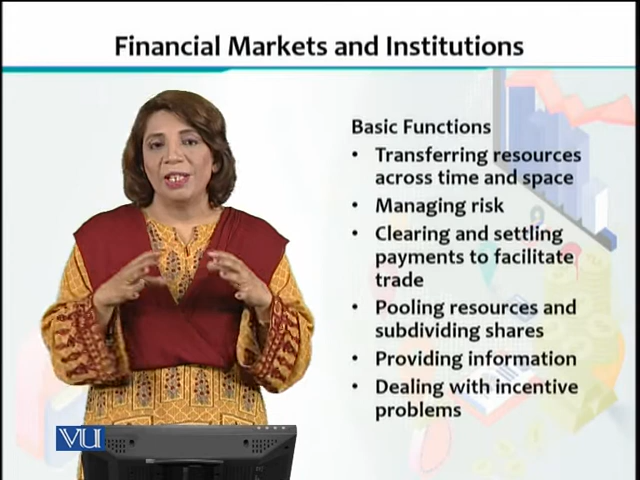 Financial Markets and Institutions
Basic Functions
• Transferring resources
across time and space
• Managing risk
• Clearing and settling
payments to facilitate
trade
• Pooling resources and
subdividing shares
• Providing information
• Dealing with incentive
problems
VU